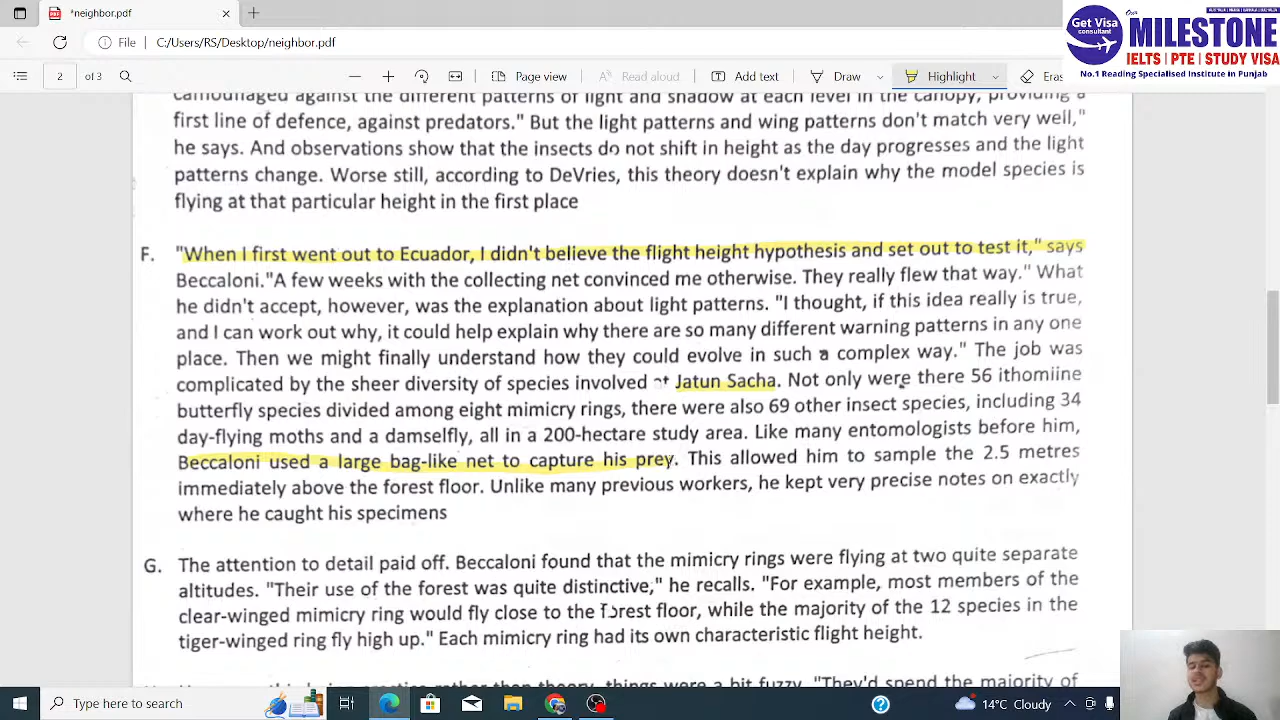 *neighbor.pdf
Get Visa
consultant
Our
MILESTONE
IELTS | PTE | STUDY VISA
No.1 Reading Specialised Institute in Punjab
File
C:/Users/BRS/Desktop/neighbor.pdf
2 of 3
Page view
Read aloud
Add text
Draw
Highlight
Eras
camouflaged against the different patterns of light and shadow at each level in the canopy, providing a
first line of defence, against predators." But the light patterns and wing patterns don't match very well,"
he says. And observations show that the insects do not shift in height as the day progresses and the light
patterns change. Worse still, according to DeVries, this theory doesn't explain why the model species is
flying at that particular height in the first place
F. "When I first went out to Ecuador, I didn't believe the flight height hypothesis and set out to test it," says
Beccaloni."A few weeks with the collecting net convinced me otherwise. They really flew that way." What
he didn't accept, however, was the explanation about light patterns. "I thought, if this idea really is true,
and I can work out why, it could help explain why there are so many different warning patterns in any one
place. Then we might finally understand how they could evolve in such a complex way." The job was
complicated by the sheer diversity of species involved at Jatun Sacha. Not only were there 56 ithomiine
butterfly species divided among eight mimicry rings, there were also 69 other insect species, including 34
day-flying moths and a damselfly, all in a 200-hectare study area. Like many entomologists before him,
Beccaloni used a large bag-like net to capture his prey. This allowed him to sample the 2.5 metres
immediately above the forest floor. Unlike many previous workers, he kept very precise notes on exactly
where he caught his specimens
G. The attention to detail paid off. Beccaloni found that the mimicry rings were flying at two quite separate
altitudes. "Their use of the forest was quite distinctive," he recalls. "For example, most members of the
clear-winged mimicry ring would fly close to the forest floor, while the majority of the 12 species in the
tiger-winged ring fly high up." Each mimicry ring had its own characteristic flight height.
things were a bit fuzzy. "They'd spend the majority of
Type here to search
14°C Cloudy